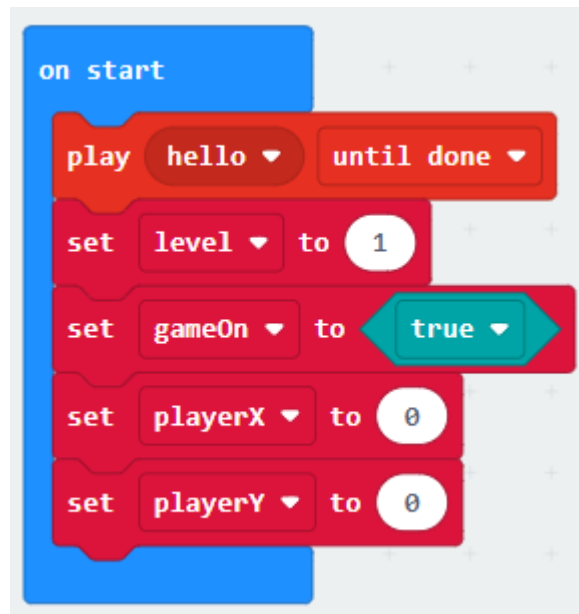 on start
play hello until done
set level to 1
set gameOn to true
set playerX to 0
set playerY to 0